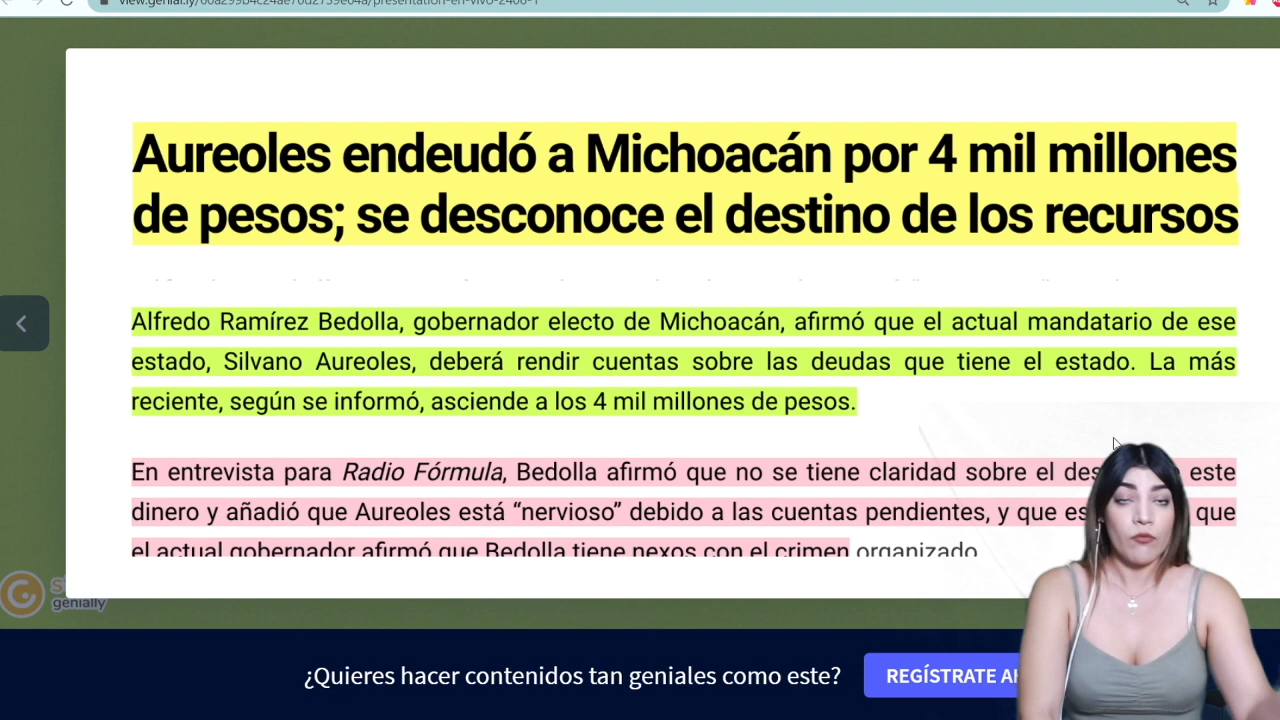 Aureoles endeudó a Michoacán por 4 mil millones
de pesos; se desconoce el destino de los recursos
Alfredo Ramírez Bedolla, gobernador electo de Michoacán, afirmó que el actual mandatario de ese
estado, Silvano Aureoles, deberá rendir cuentas sobre las deudas que tiene el estado. La más
reciente, según se informó, asciende a los 4 mil millones de pesos.
En entrevista para Radio Fórmula, Bedolla afirmó que no se tiene claridad sobre el este
dinero y añadió que Aureoles está “nervioso” debido a las cuentas pendientes, y que que
el actual gobernador afirmó que Bedolla tiene nexos con el crimen organizado
genially
¿Quieres hacer contenidos tan geniales como este?
REGÍSTRATE